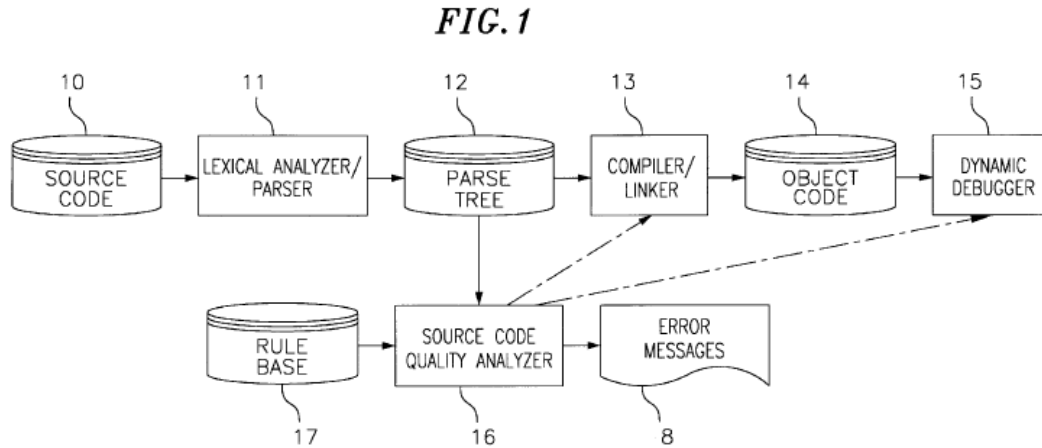 FIG. 1
10
11
12
13
14
15
SOURCE
CODE
LEXICAL ANALYZER/
PARSER
PARSE
TREE
COMPILER/
LINKER
OBJECT
CODE
DYNAMIC
DEBUGGER
RULE
BASE
SOURCE CODE
QUALITY ANALYZER
ERROR
MESSAGES
17
16
8